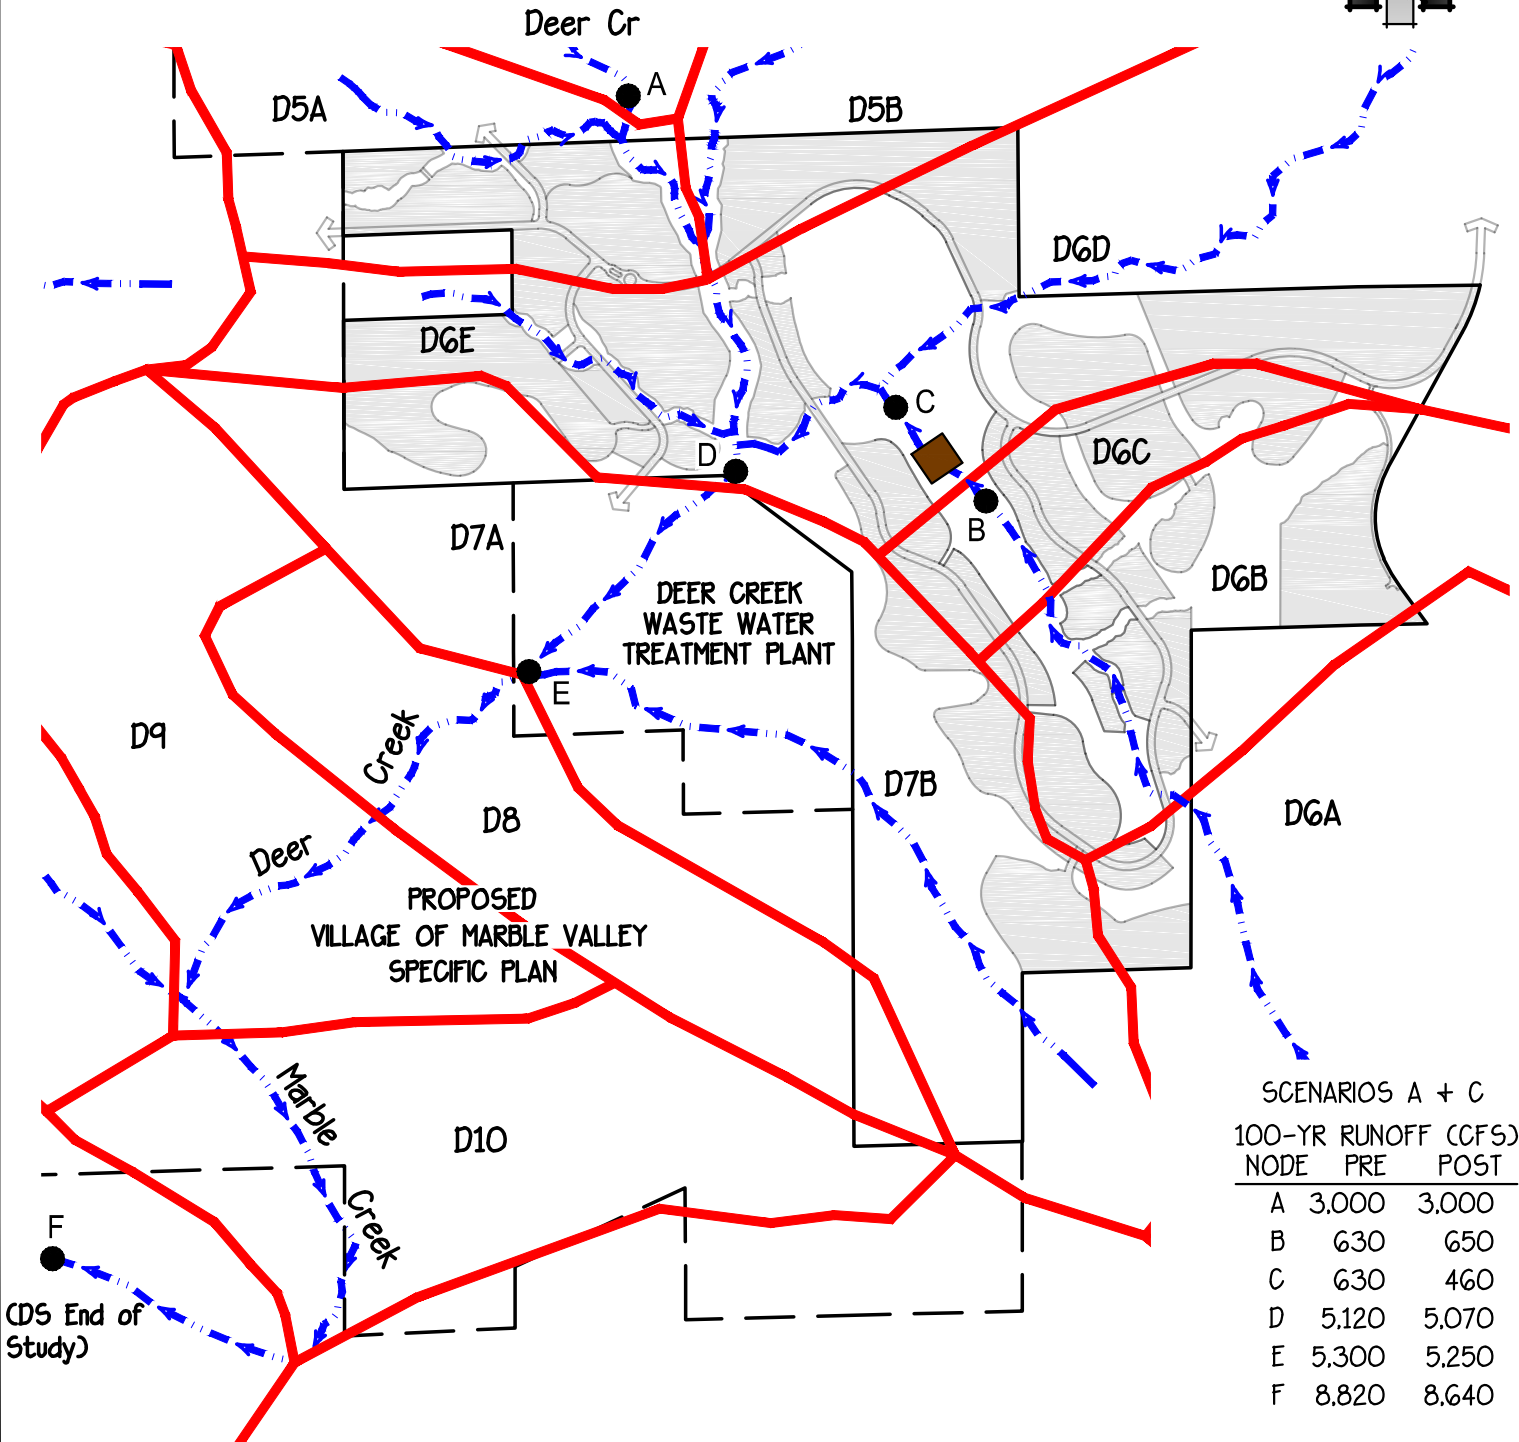 Deer Cr
A
D5A
D5B
D6D
D6E
C
D6C
D
B
D7A
D6B
DEER CREEK
WASTE WATER
TREATMENT PLANT
E
D9
Creek
D7B
D8
D6A
Deer
PROPOSED
VILLAGE OF MARBLE VALLEY
SPECIFIC PLAN
Marble
Creek
D10
F
(DS End of
Study)
SCENARIOS A + C
100-YR RUNOFF (CFS)
NODE PRE POST
A 3,000 3,000
B 630 650
C 630 460
D 5,120 5,070
E 5,300 5,250
F 8,820 8,640